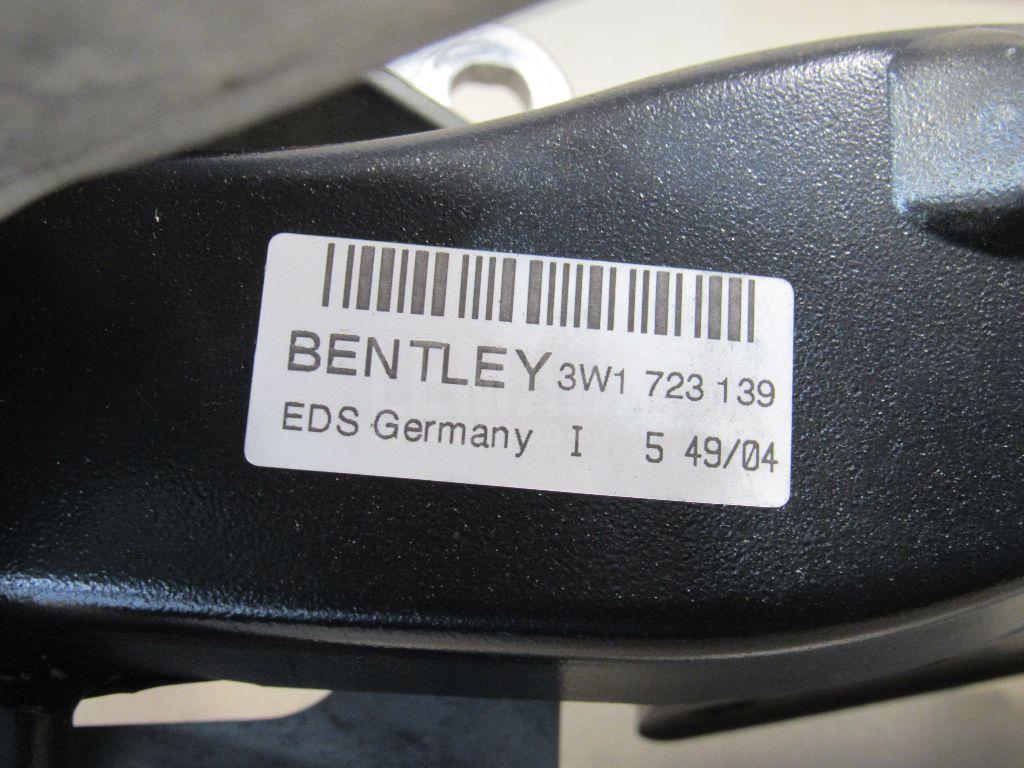 BENTLEY 3W1 723 139
EDS Germany I 5 49/04